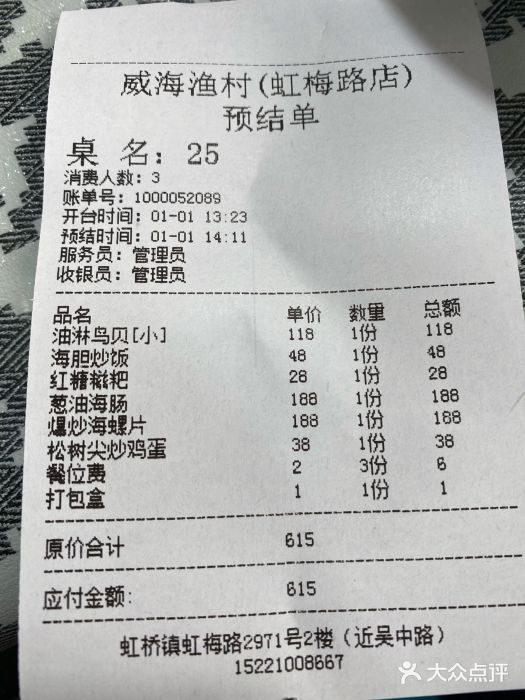 威海渔村(虹梅路店)
预结单
桌 名: 25
消费人数: 3
账单号: 1000052089
开台时间: 01-01 13:23
预结时间: 01-01 14:11
服务员: 管理员
收银员: 管理员
品名 单价 数量 总额
油淋鸟贝[小] 118 1份 118
海胆炒饭 48 1份 48
红糖糍粑 28 1份 28
葱油海肠 188 1份 188
爆炒海螺片 188 1份 188
松树尖炒鸡蛋 38 1份 38
餐位费 2 3份 6
打包盒 1 1份 1
原价合计 615
应付金额: 615
虹桥镇虹梅路2971号2楼（近吴中路）
15221008667
大众点评